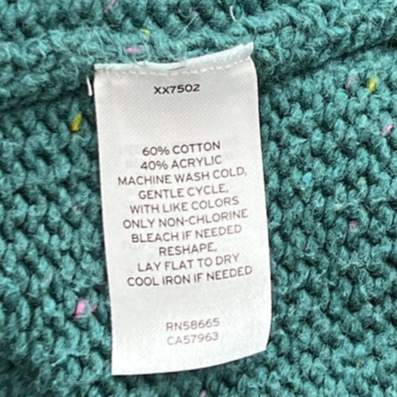 XX7502
60% COTTON
40% ACRYLIC
MACHINE WASH COLD,
GENTLE CYCLE,
WITH LIKE COLORS
ONLY NON-CHLORINE
BLEACH IF NEEDED
RESHAPE,
LAY FLAT TO DRY
COOL IRON IF NEEDED
RN58665
CA57963